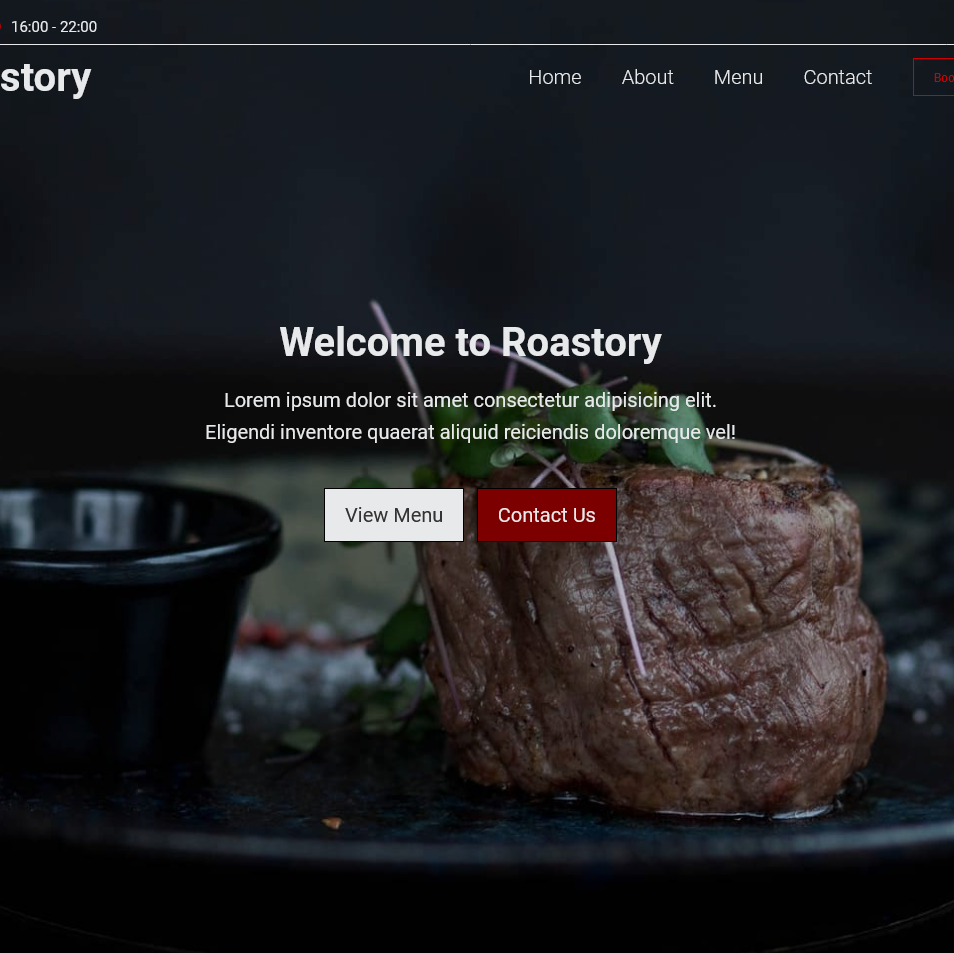 16:00 - 22:00
story
Home About Menu Contact Boo
Welcome to Roastory
Lorem ipsum dolor sit amet consectetur adipisicing elit.
Eligendi inventore quaerat aliquid reiciendis doloremque vel!
View Menu Contact Us